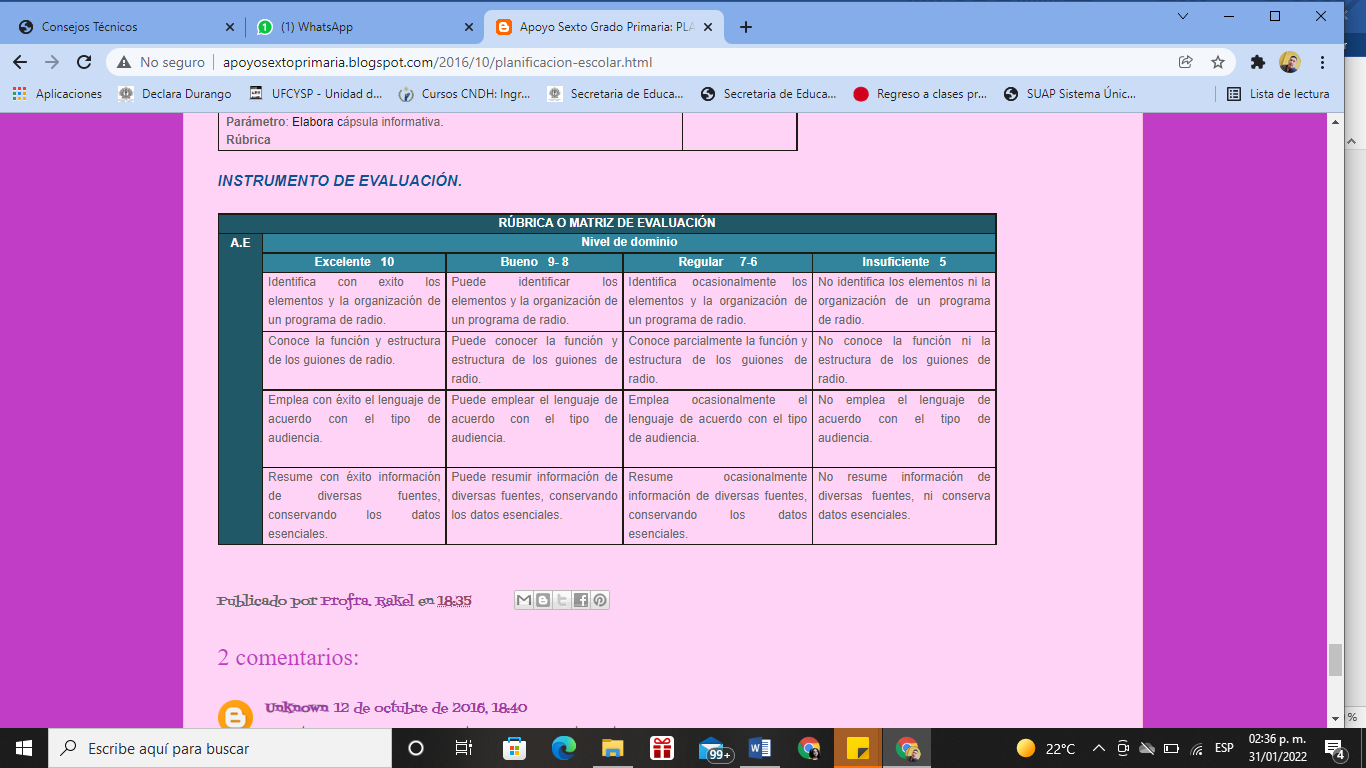 Consejos Técnicos
(1) WhatsApp
Apoyo Sexto Grado Primaria: PLA
No seguro
apoyosextoprimaria.blogspot.com/2016/10/planificacion-escolar.html
Aplicaciones
Declara Durango
UFCYSP - Unidad d...
Cursos CNDH: Ingr...
Secretaria de Educa...
Secretaria de Educa...
Regreso a clases pr...
SUAP Sistema Únic...
Lista de lectura
Parámetro: Elabora cápsula informativa.
Rúbrica
INSTRUMENTO DE EVALUACIÓN.
RÚBRICA O MATRIZ DE EVALUACIÓN
A.E
Nivel de dominio
Excelente 10
Bueno 9- 8
Regular 7-6
Insuficiente 5
Identifica con exito los
elementos y la organización de
un programa de radio.
Puede identificar los
elementos y la organización de
un programa de radio.
Identifica ocasionalmente los
elementos y la organización de
un programa de radio.
No identifica los elementos ni la
organización de un programa
de radio.
Conoce la función y estructura
de los guiones de radio.
Puede conocer la función y
estructura de los guiones de
radio.
Conoce parcialmente la función y
estructura de los guiones de
radio.
No conoce la función ni la
estructura de los guiones de
radio.
Emplea con éxito el lenguaje de
acuerdo con el tipo de
audiencia.
Puede emplear el lenguaje de
acuerdo con el tipo de
audiencia.
Emplea ocasionalmente el
lenguaje de acuerdo con el tipo
de audiencia.
No emplea el lenguaje de
acuerdo con el tipo de
audiencia.
Resume con éxito información
de diversas fuentes,
conservando los datos
esenciales.
Puede resumir información de
diversas fuentes, conservando
los datos esenciales.
Resume ocasionalmente
información de diversas fuentes,
conservando los datos
esenciales.
No resume información de
diversas fuentes, ni conserva
datos esenciales.
Publicado por Profra. Rakel en 18:35
2 comentarios:
Unknown 12 de octubre de 2016, 18:40
%
Escribe aquí para buscar
99+
22°C
ESP
02:36 p. m.
31/01/2022
4